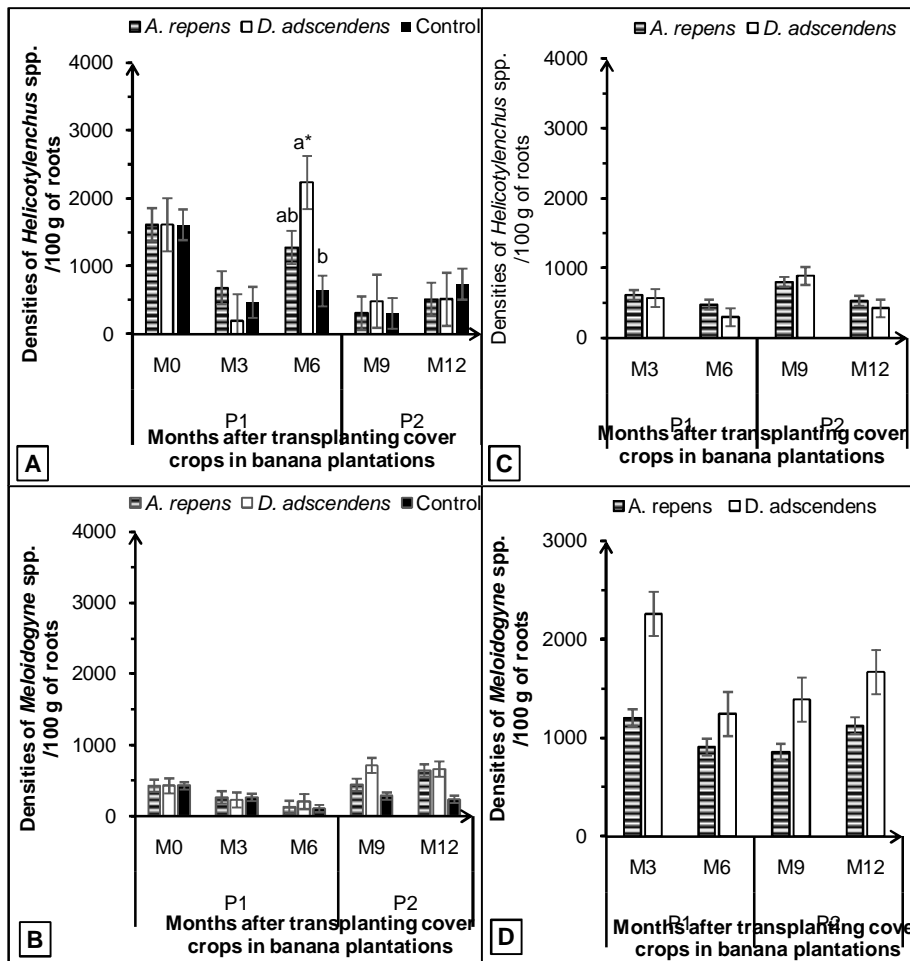 A. repens D. adscendens Control
Densities of Helicotylenchus spp.
/100 g of roots
4000
3000
2000
1000
0
a*
ab
b
M0 M3 M6 M9 M12
P1 P2
Months after transplanting cover
crops in banana plantations
A
A. repens D. adscendens
Densities of Helicotylenchus spp.
/100 g of roots
4000
3000
2000
1000
0
M3 M6 M9 M12
P1 P2
Months after transplanting cover
crops in banana plantations
C
A. repens D. adscendens Control
Densities of Meloidogyne spp.
/100 g of roots
4000
3000
2000
1000
0
M0 M3 M6 M9 M12
P1 P2
Months after transplanting cover
crops in banana plantations
B
A. repens D. adscendens
Densities of Meloidogyne spp.
/100 g of roots
3000
2000
1000
0
M3 M6 M9 M12
P1 P2
Months after transplanting cove
crops in banana plantations
D